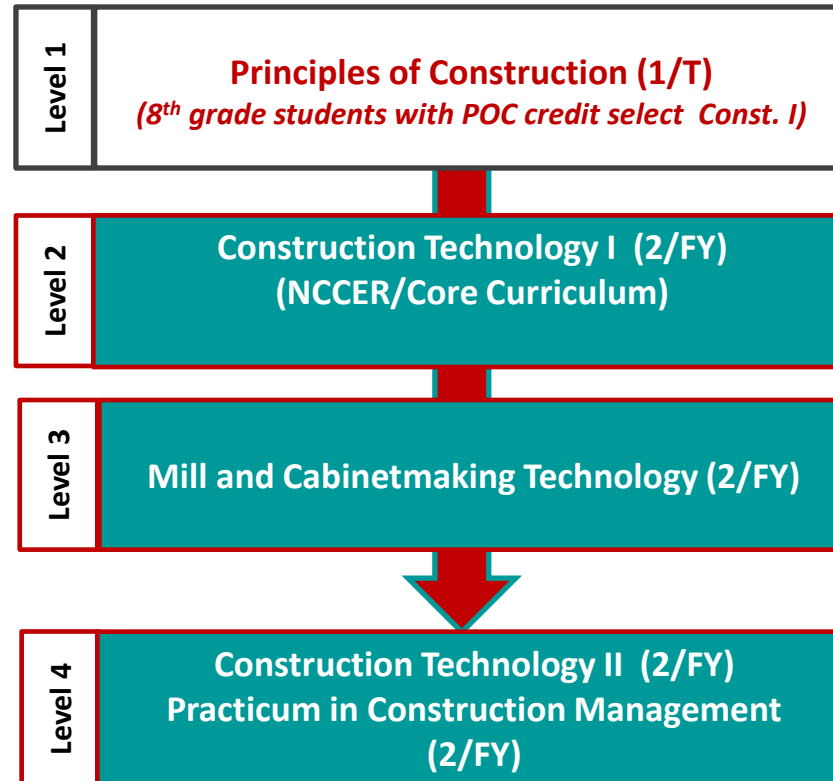 Level 1
Principles of Construction (1/T)
(8th grade students with POC credit select Const. I)
Level 2
Construction Technology I (2/FY)
(NCCER/Core Curriculum)
Level 3
Mill and Cabinetmaking Technology (2/FY)
Level 4
Construction Technology II (2/FY)
Practicum in Construction Management
(2/FY)